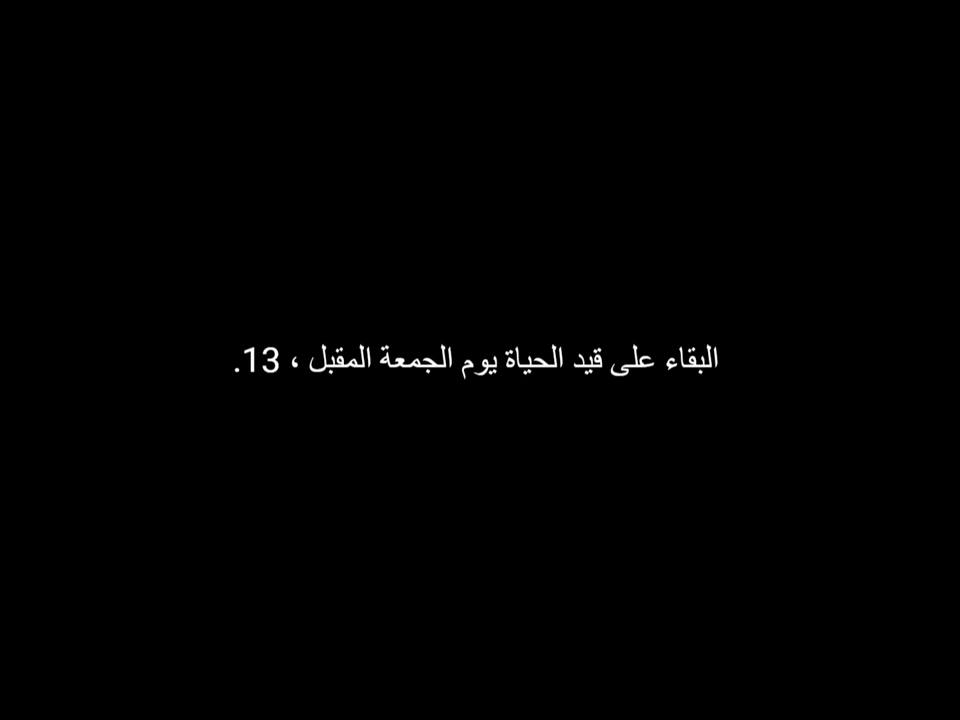 البقاء على قيد الحياة يوم الجمعة المقبل ، 13.